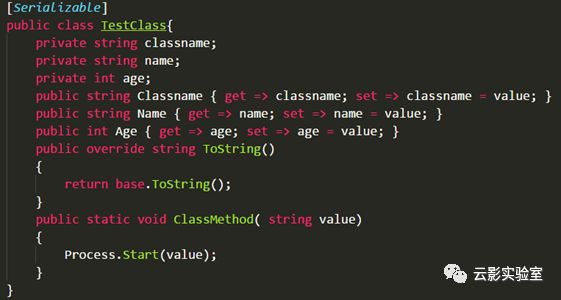 [Serializable]
public class TestClass{
    private string classname;
    private string name;
    private int age;
    public string Classname { get => classname; set => classname = value; }
    public string Name { get => name; set => name = value; }
    public int Age { get => age; set => age = value; }
    public override string ToString()
    {
        return base.ToString();
    }
    public static void ClassMethod( string value)
    {
        Process.Start(value);
    }
}
云影实验室